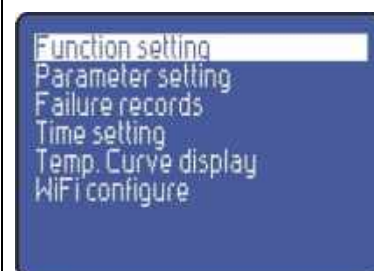 Function setting
Parameter setting
Failure records
Time setting
Temp. Curve display
WiFi configure